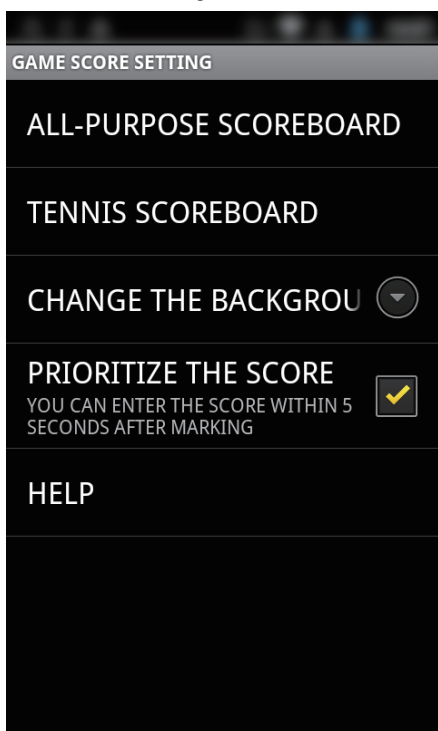 GAME SCORE SETTING
ALL-PURPOSE SCOREBOARD
TENNIS SCOREBOARD
CHANGE THE BACKGROU
PRIORITIZE THE SCORE
YOU CAN ENTER THE SCORE WITHIN 5
SECONDS AFTER MARKING
HELP